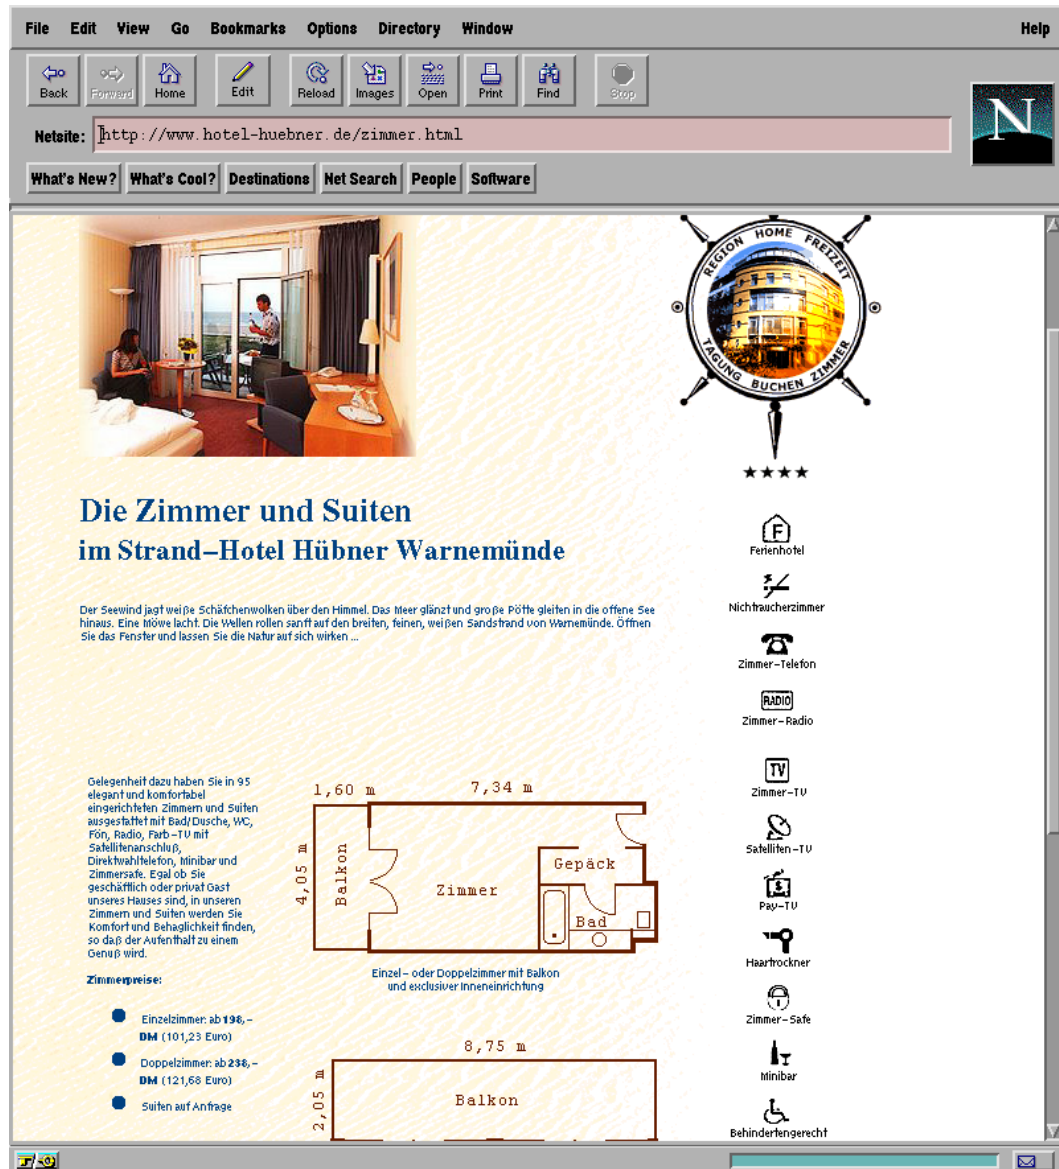 File Edit View Go Bookmarks Options Directory Window Help
Back Forward Home Edit Reload Images Open Print Find Stop
Netsite: http://www.hotel-huebner.de/zimmer.html
N
What's New? What's Cool? Destinations Net Search People Software
REGION HOME FREIZEIT
TAGUNG BUCHEN ZIMMER
Die Zimmer und Suiten
im Strand-Hotel Hübner Warnemünde
Der Seewind jagt weiße Schäfchenwolken über den Himmel. Das Meer glänzt und große Pötte gleiten in die offene See
hinaus. Eine Möwe lacht. Die Wellen rollen sanft auf den breiten, feinen, weißen Sandstrand von Warnemünde. Öffnen
Sie das Fenster und lassen Sie die Natur auf sich wirken ...
Gelegenheit dazu haben Sie in 95
elegant und komfortabel
eingerichteten Zimmern und Suiten
ausgestattet mit Bad/Dusche, WC,
Fön, Radio, Farb-TV mit
Satellitenanschluß,
Direktwahltelefon, Minibar und
Zimmersafe. Egal ob Sie
geschäftlich oder privat Gast
unseres Hauses sind, in unseren
Zimmern und Suiten werden Sie
Komfort und Behaglichkeit finden,
so daß der Aufenthalt zu einem
Genuß wird.
Zimmerpreise:
Einzelzimmer: ab 198,-
DM (101,23 Euro)
Doppelzimmer: ab 238,-
DM (121,68 Euro)
Suiten auf Anfrage
1,60 m
7,34 m
4,05 m
Balkon
Zimmer
Gepäck
Bad
Einzel- oder Doppelzimmer mit Balkon
und exclusiver Inneneinrichtung
8,75 m
2,05 m
Balkon
F
Ferienhotel
Nichtraucherzimmer
Zimmer-Telefon
RADIO
Zimmer-Radio
TV
Zimmer-TV
Satelliten-TV
$
Pay-TV
Haartrockner
Zimmer-Safe
Minibar
Behindertengerecht